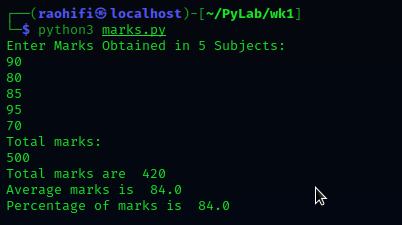 ┌──(raohifi㉿localhost)-[~/PyLab/wk1]
└─$ python3 marks.py
Enter Marks Obtained in 5 Subjects:
90
80
85
95
70
Total marks:
500
Total marks are  420
Average marks is  84.0
Percentage of marks is  84.0